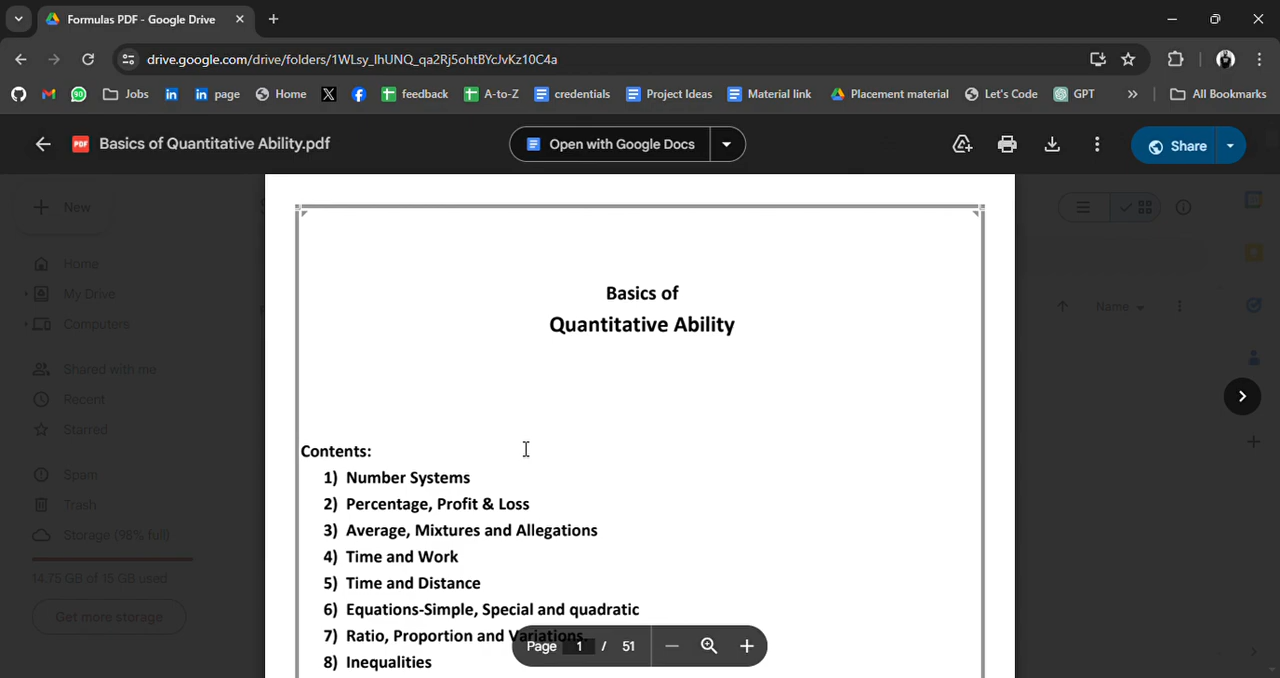 Formulas PDF - Google Drive
drive.google.com/drive/folders/1WLsy_lhUNQ_qa2Rj5ohtBYcJvKz10C4a
Jobs
page
Home
feedback
A-to-Z
credentials
Project Ideas
Material link
Placement material
Let's Code
GPT
All Bookmarks
PDF
Basics of Quantitative Ability.pdf
Open with Google Docs
Share
New
Home
My Drive
Computers
Shared with me
Recent
Starred
Spam
Trash
Storage (98% full)
14.75 GB of 15 GB used
Get more storage
Name
Basics of
Quantitative Ability
Contents:
1) Number Systems
2) Percentage, Profit & Loss
3) Average, Mixtures and Allegations
4) Time and Work
5) Time and Distance
6) Equations-Simple, Special and quadratic
7) Ratio, Proportion and Variations.
8) Inequalities
Page 1 / 51